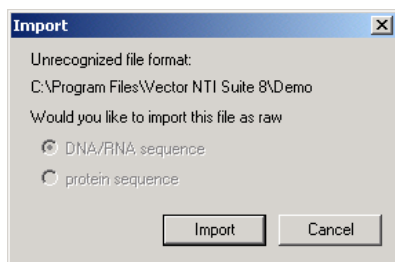 Import
Unrecognized file format:
C:\Program Files\Vector NTI Suite 8\Demo
Would you like to import this file as raw
DNA/RNA sequence
protein sequence
Import Cancel